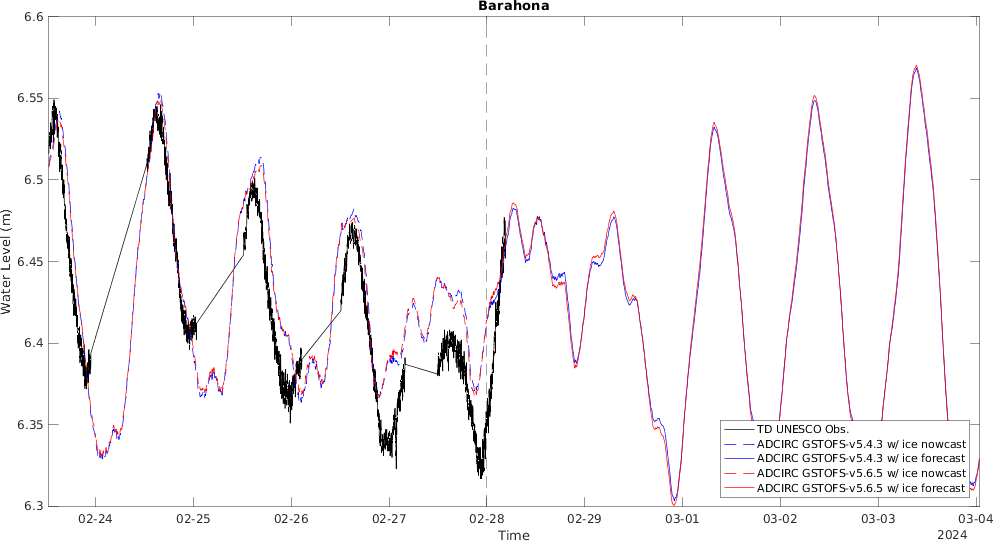 Barahona
6.6
6.55
6.5
6.45
6.4
6.35
6.3
Water Level (m)
TD UNESCO Obs.
ADCIRC GSTOFS-v5.4.3 w/ ice nowcast
ADCIRC GSTOFS-v5.4.3 w/ ice forecast
ADCIRC GSTOFS-v5.6.5 w/ ice nowcast
ADCIRC GSTOFS-v5.6.5 w/ ice forecast
02-24 02-25 02-26 02-27 02-28 02-29 03-01 03-02 03-03 03-04
Time
2024